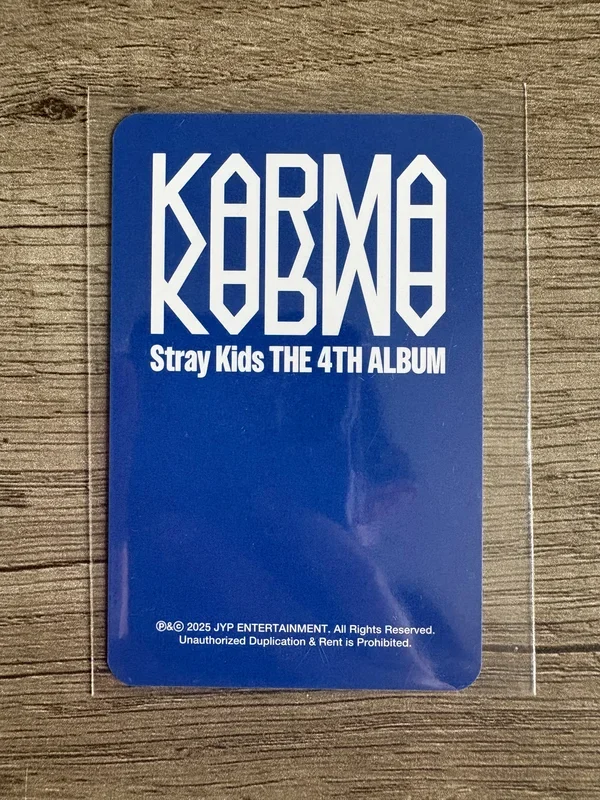 KARMA
Stray Kids THE 4TH ALBUM
℗&© 2025 JYP ENTERTAINMENT. All Rights Reserved.
Unauthorized Duplication & Rent is Prohibited.